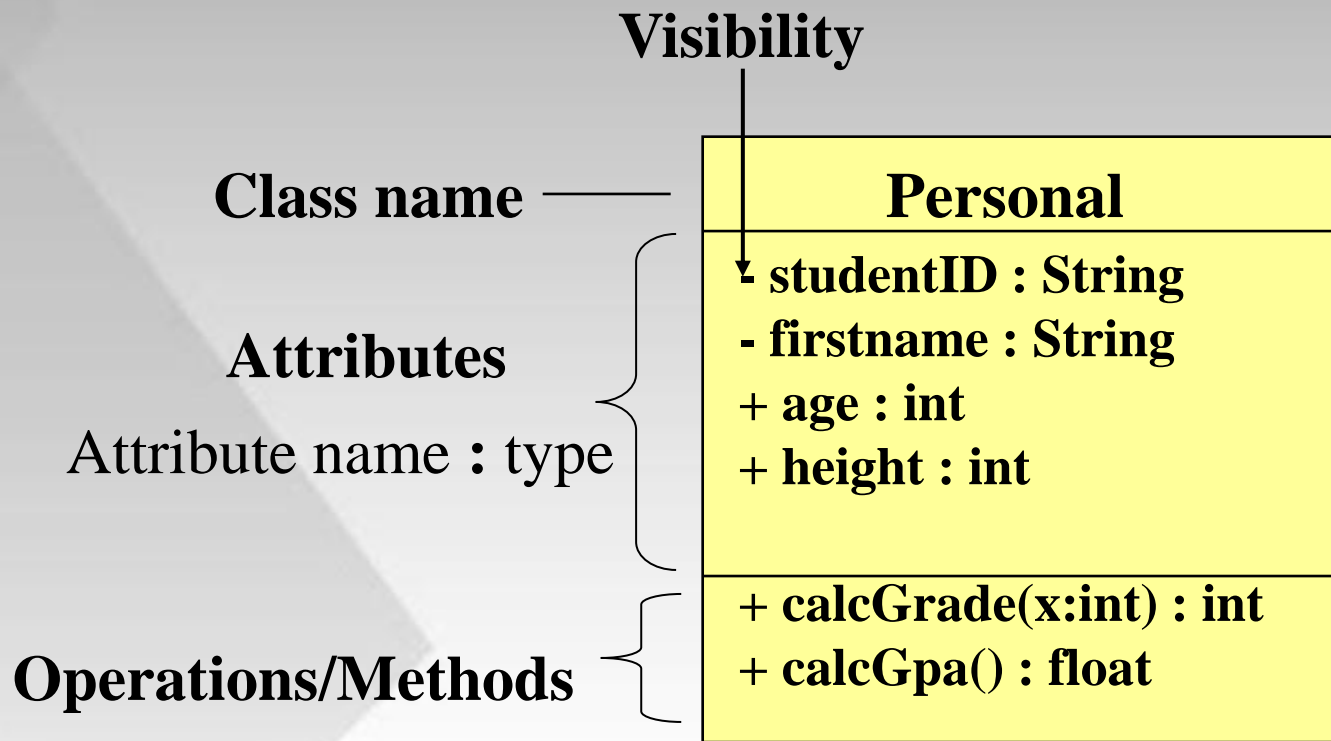 Visibility
Class name
Personal
Attributes
Attribute name : type
- studentID : String
- firstname : String
+ age : int
+ height : int
Operations/Methods
+ calcGrade(x:int) : int
+ calcGpa() : float